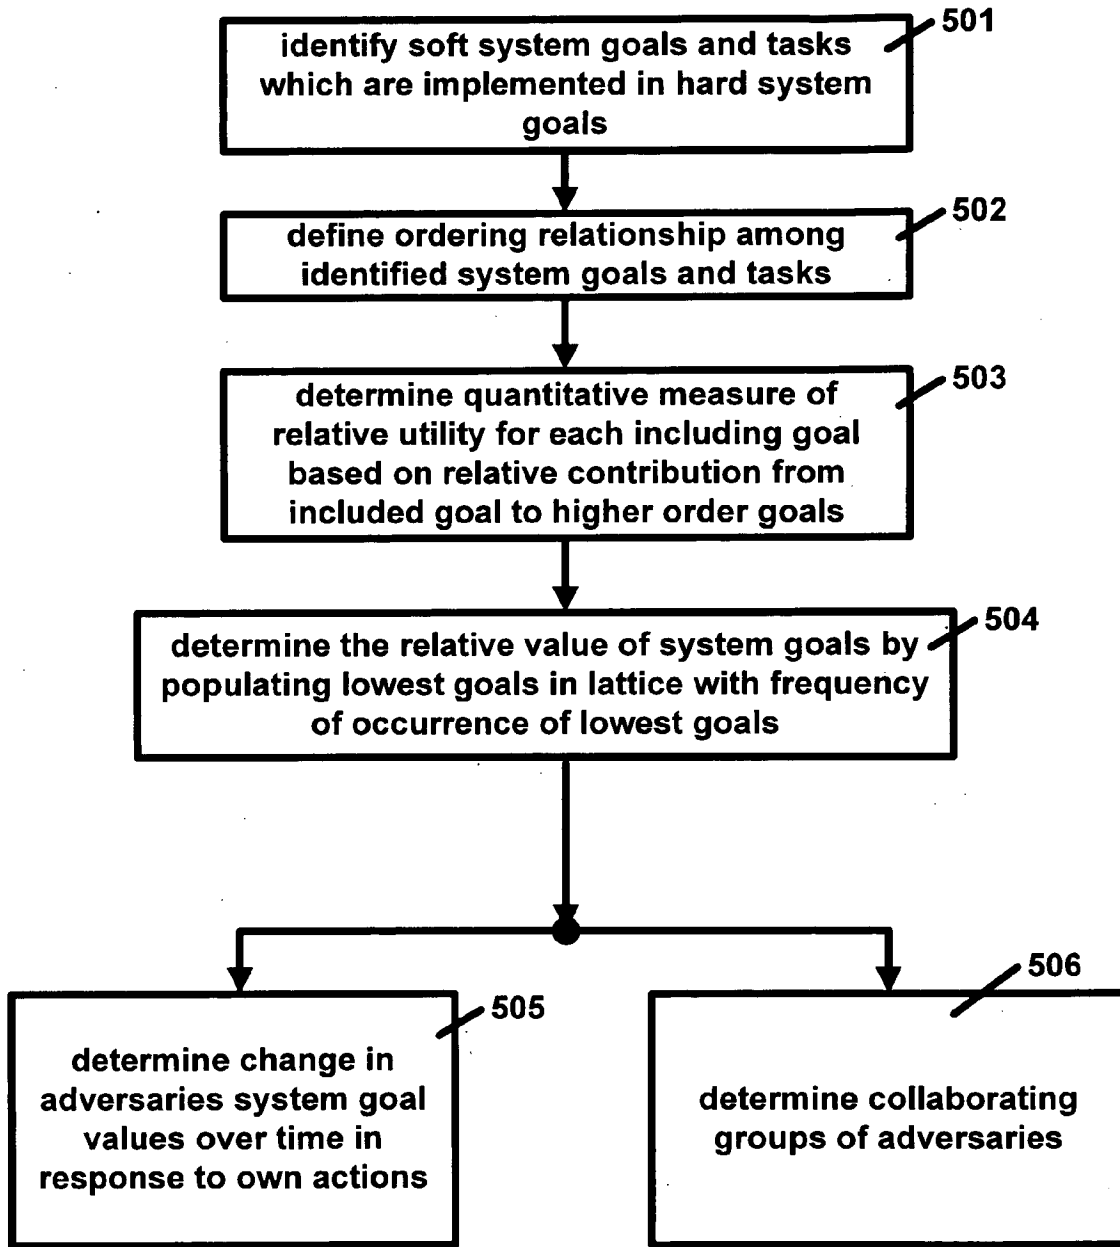 501
identify soft system goals and tasks
which are implemented in hard system
goals
502
define ordering relationship among
identified system goals and tasks
503
determine quantitative measure of
relative utility for each including goal
based on relative contribution from
included goal to higher order goals
504
determine the relative value of system goals by
populating lowest goals in lattice with frequency
of occurrence of lowest goals
505
determine change in
adversaries system goal
values over time in
response to own actions
506
determine collaborating
groups of adversaries